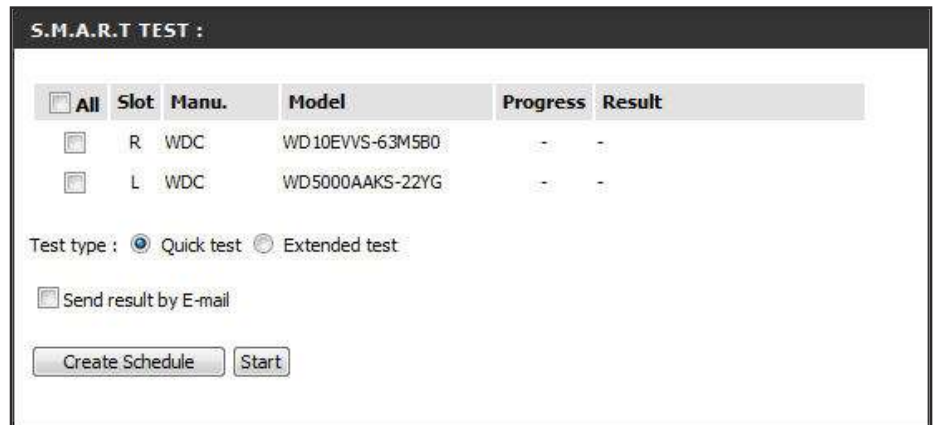 S.M.A.R.T TEST :
All Slot Manu. Model Progress Result
R WDC WD10EVVS-63M5B0 - -
L WDC WD5000AAKS-22YG - -
Test type : Quick test Extended test
Send result by E-mail
Create Schedule Start